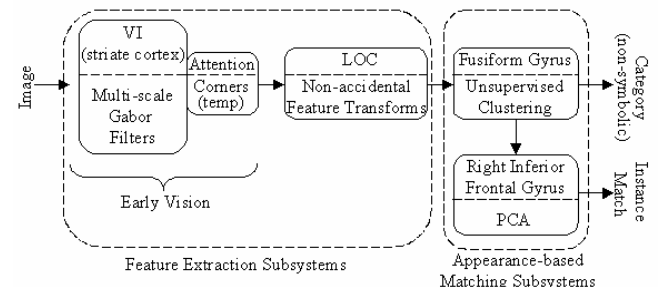 Image
VI
(striate cortex)
Multi-scale
Gabor
Filters
Attention
Corners
(temp)
Early Vision
LOC
Non-accidental
Feature Transforms
Feature Extraction Subsystems
Fusiform Gyrus
Unsupervised
Clustering
Right Inferior
Frontal Gyrus
PCA
Appearance-based
Matching Subsystems
Category
(non-symbolic)
Instance
Match